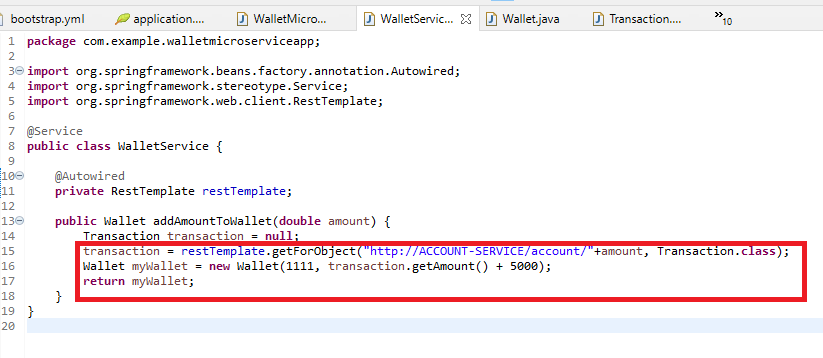 bootstrap.yml application.... WalletMicro... WalletServic... Wallet.java Transaction.... »10
1 package com.example.walletmicroserviceapp;
2
3 import org.springframework.beans.factory.annotation.Autowired;
4 import org.springframework.stereotype.Service;
5 import org.springframework.web.client.RestTemplate;
6
7 @Service
8 public class WalletService {
9
10 @Autowired
11 private RestTemplate restTemplate;
12
13 public Wallet addAmountToWallet(double amount) {
14 Transaction transaction = null;
15 transaction = restTemplate.getForObject("http://ACCOUNT-SERVICE/account/"+amount, Transaction.class);
16 Wallet myWallet = new Wallet(1111, transaction.getAmount() + 5000);
17 return myWallet;
18 }
19 }
20